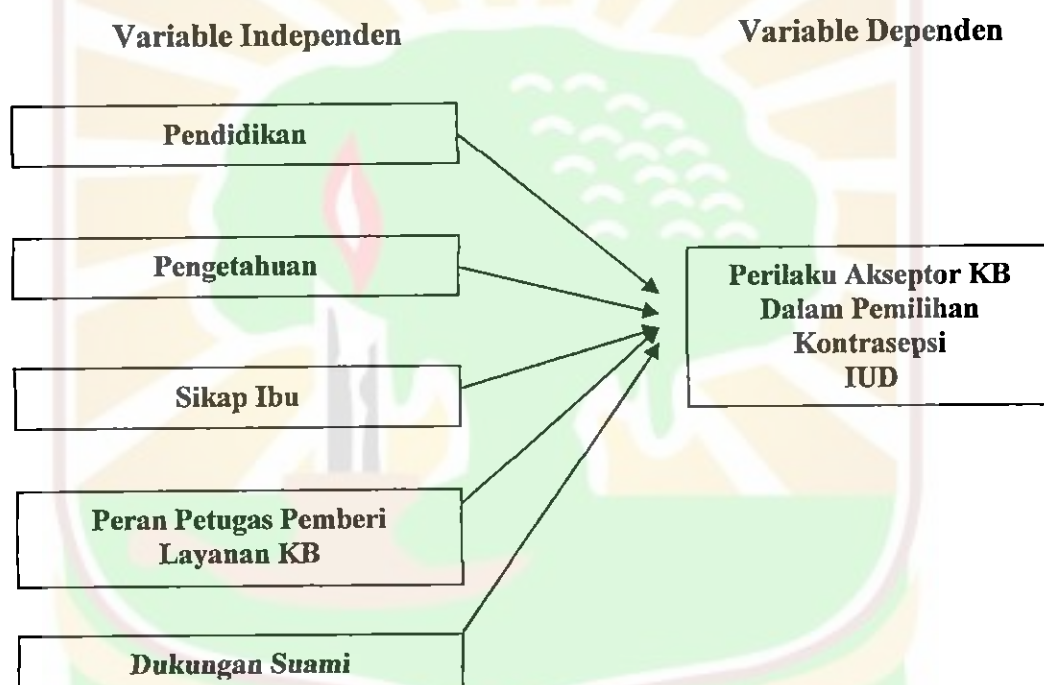 Variable Independen
Variable Dependen
Pendidikan
Pengetahuan
Sikap Ibu
Peran Petugas Pemberi
Layanan KB
Dukungan Suami
Perilaku Akseptor KB
Dalam Pemilihan
Kontrasepsi
IUD